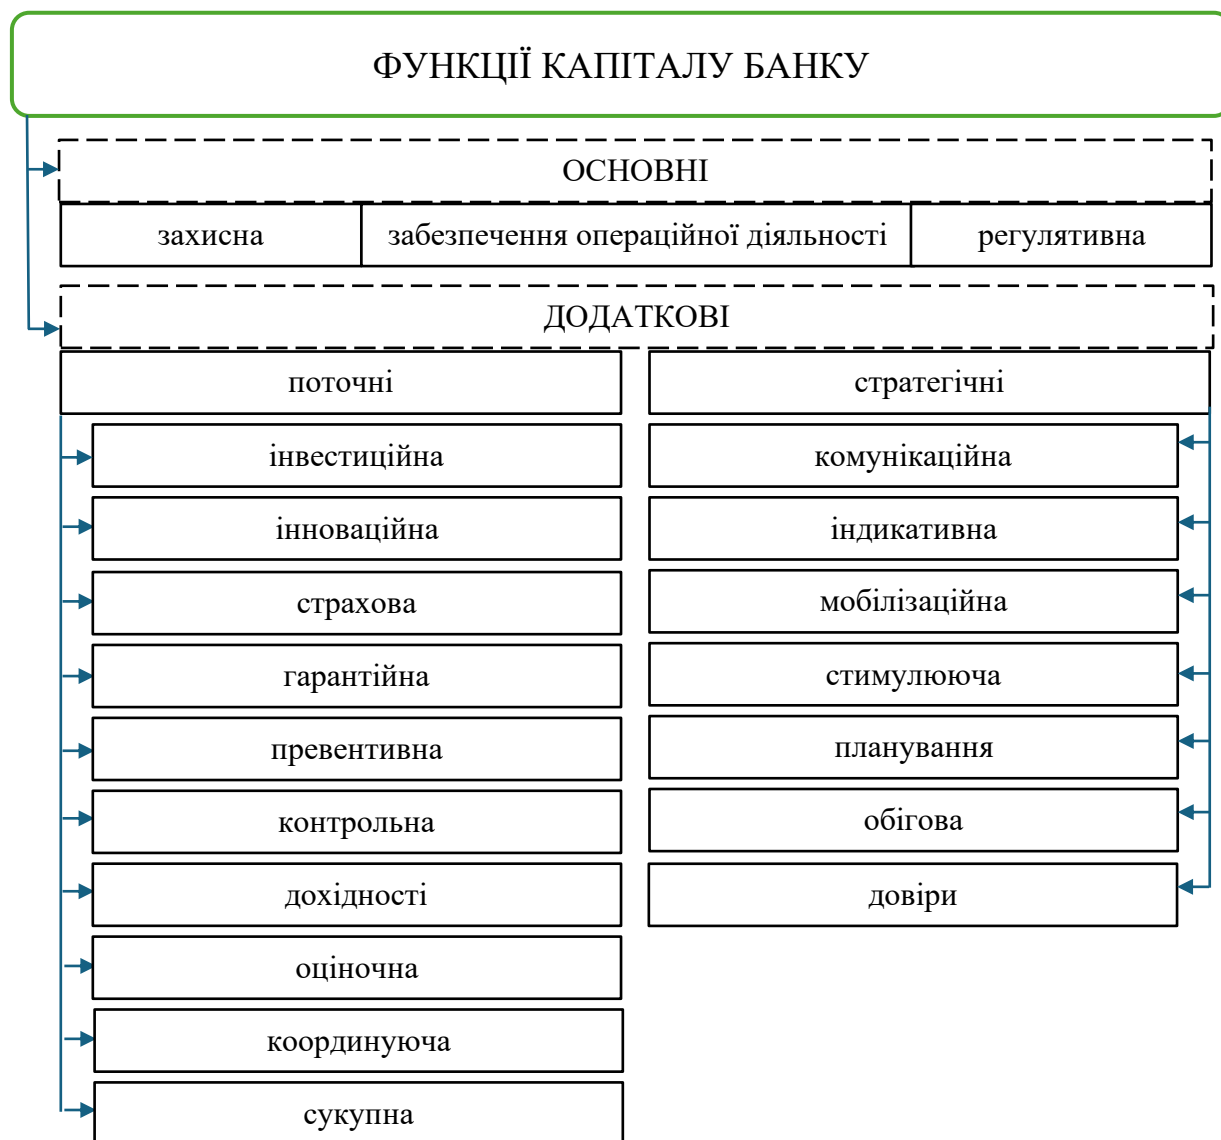 ФУНКЦІЇ КАПІТАЛУ БАНКУ
ОСНОВНІ
захисна
забезпечення операційної діяльності
регулятивна
ДОДАТКОВІ
поточні
інвестиційна
інноваційна
страхова
гарантійна
превентивна
контрольна
дохідності
оціночна
координуюча
сукупна
стратегічні
комунікаційна
індикативна
мобілізаційна
стимулююча
планування
обігова
довіри